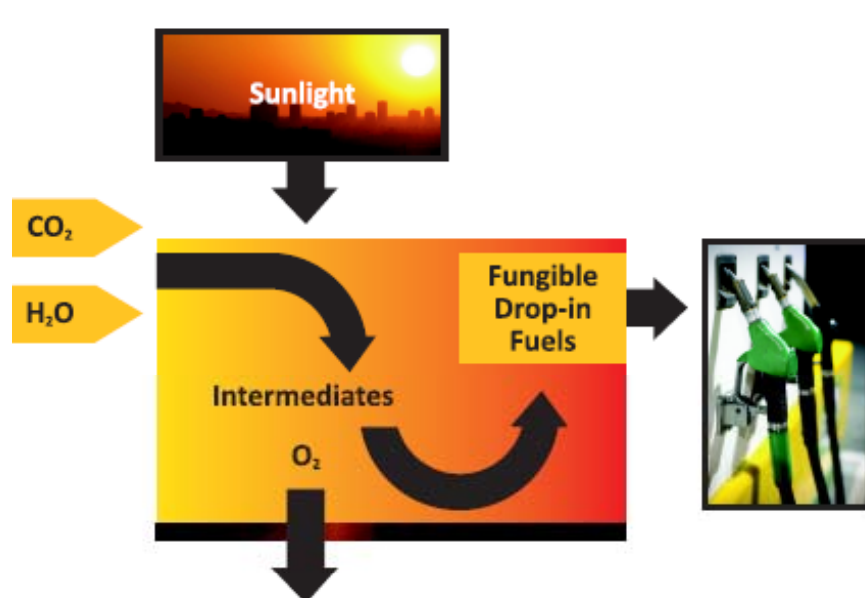 Sunlight
CO₂
H₂O
Fungible
Drop-in
Fuels
Intermediates
O₂